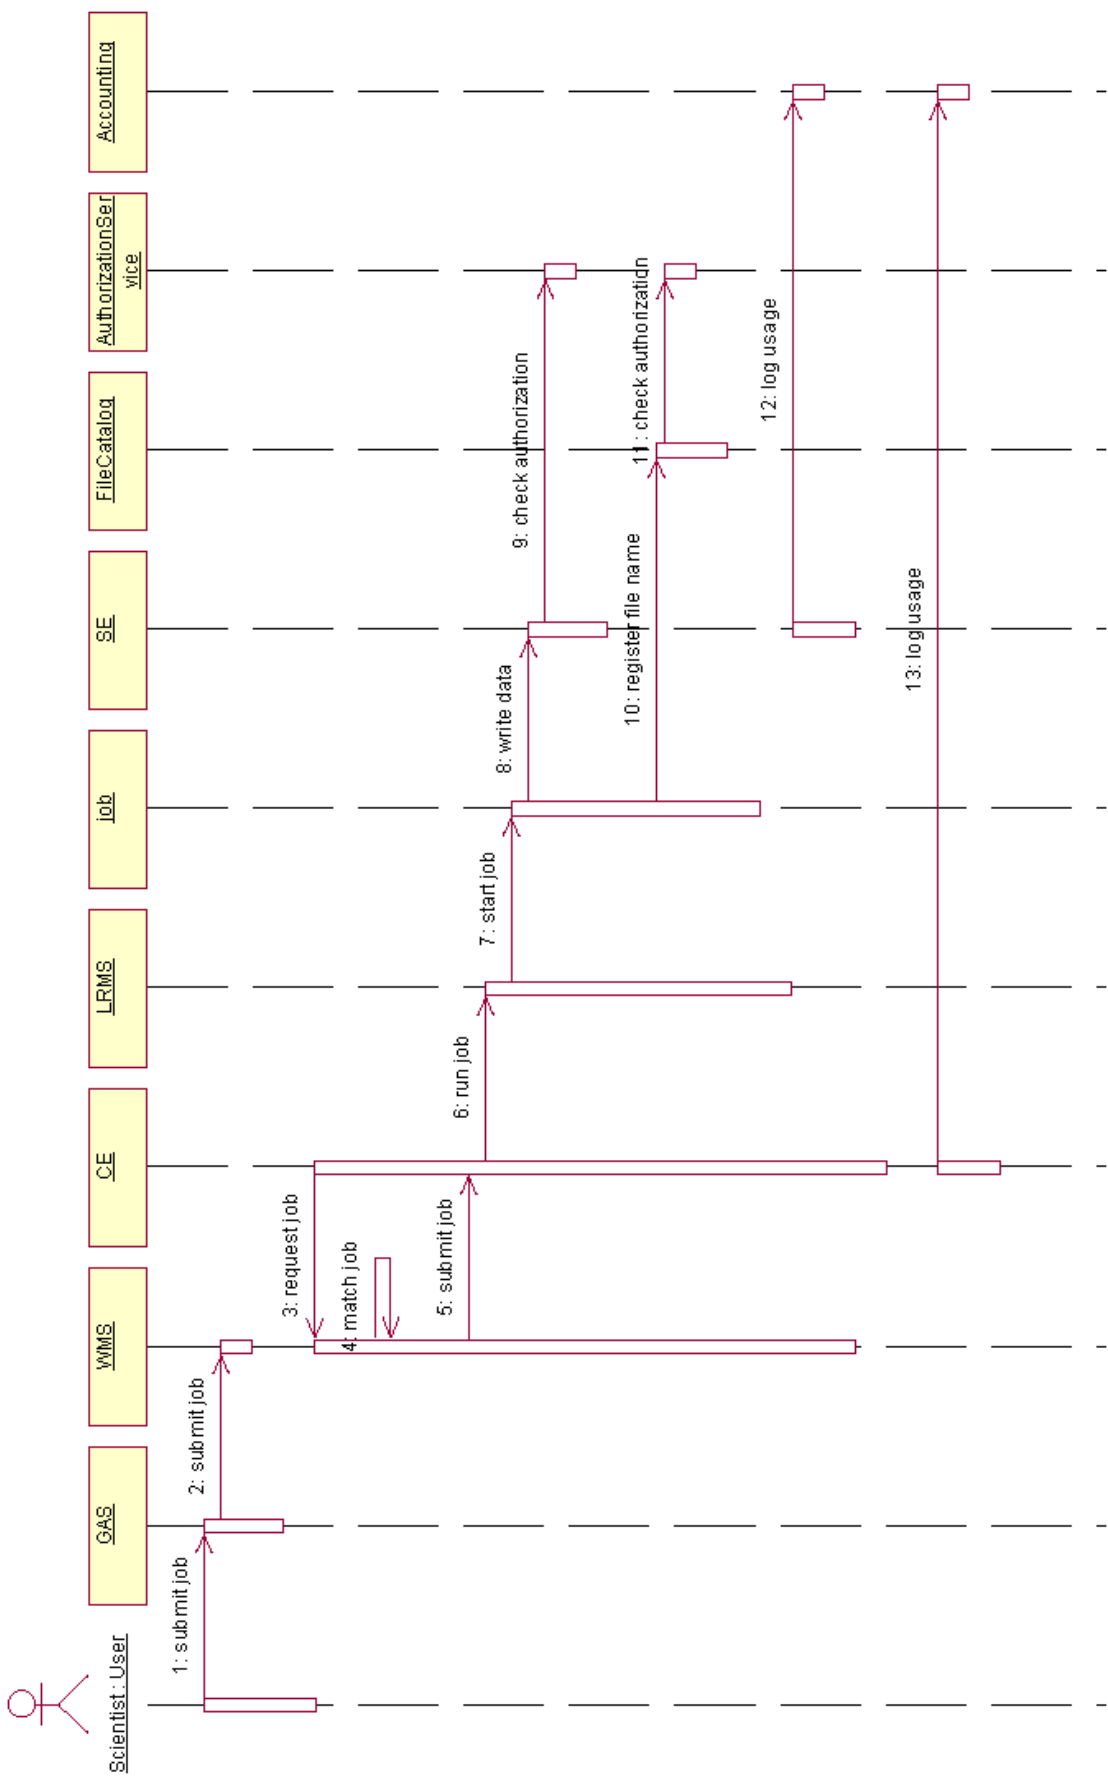 Scientist : User
GAS
WMS
CE
LRMS
job
SE
FileCatalog
AuthorizationSer
vice
Accounting
1: submit job
2: submit job
3: request job
4: match job
5: submit job
6: run job
7: start job
8: write data
9: check authorization
10: register file name
11: check authorization
12: log usage
13: log usage